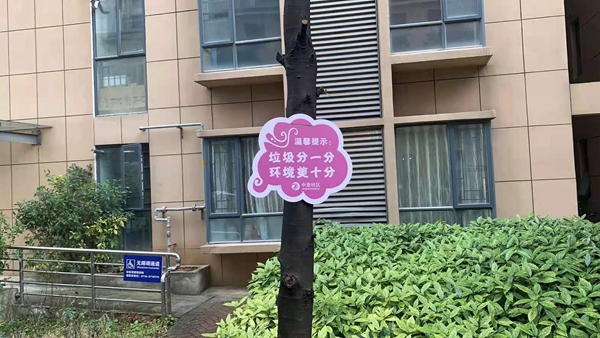 温馨提示：
垃圾分一分
环境美十分
无障碍通道